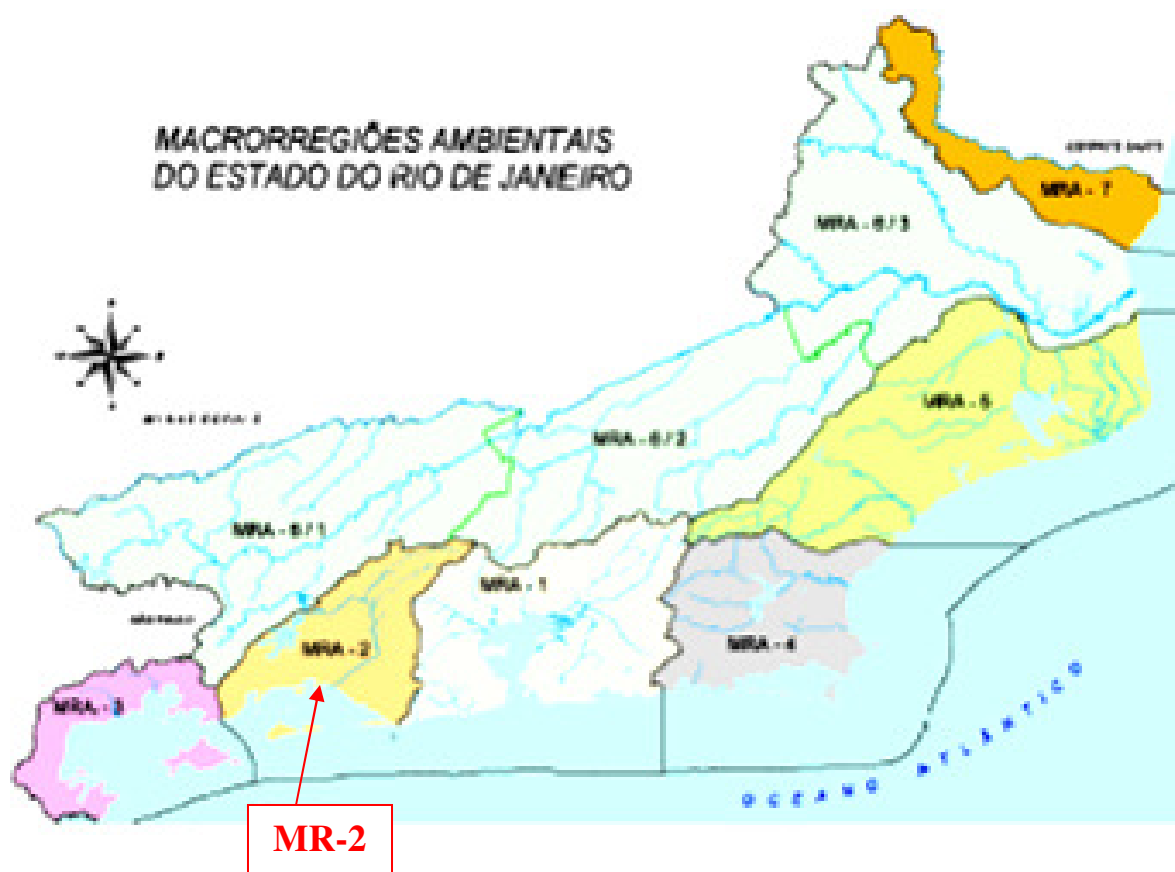 MACRORREGIÕES AMBIENTAIS
DO ESTADO DO RIO DE JANEIRO
MRA - 7
MRA - 6 / 3
MRA - 5
MRA - 6 / 2
MRA - 6 / 1
MRA - 1
MRA - 2
MRA - 4
MRA - 3
OCEANO ATLÂNTICO
MR-2